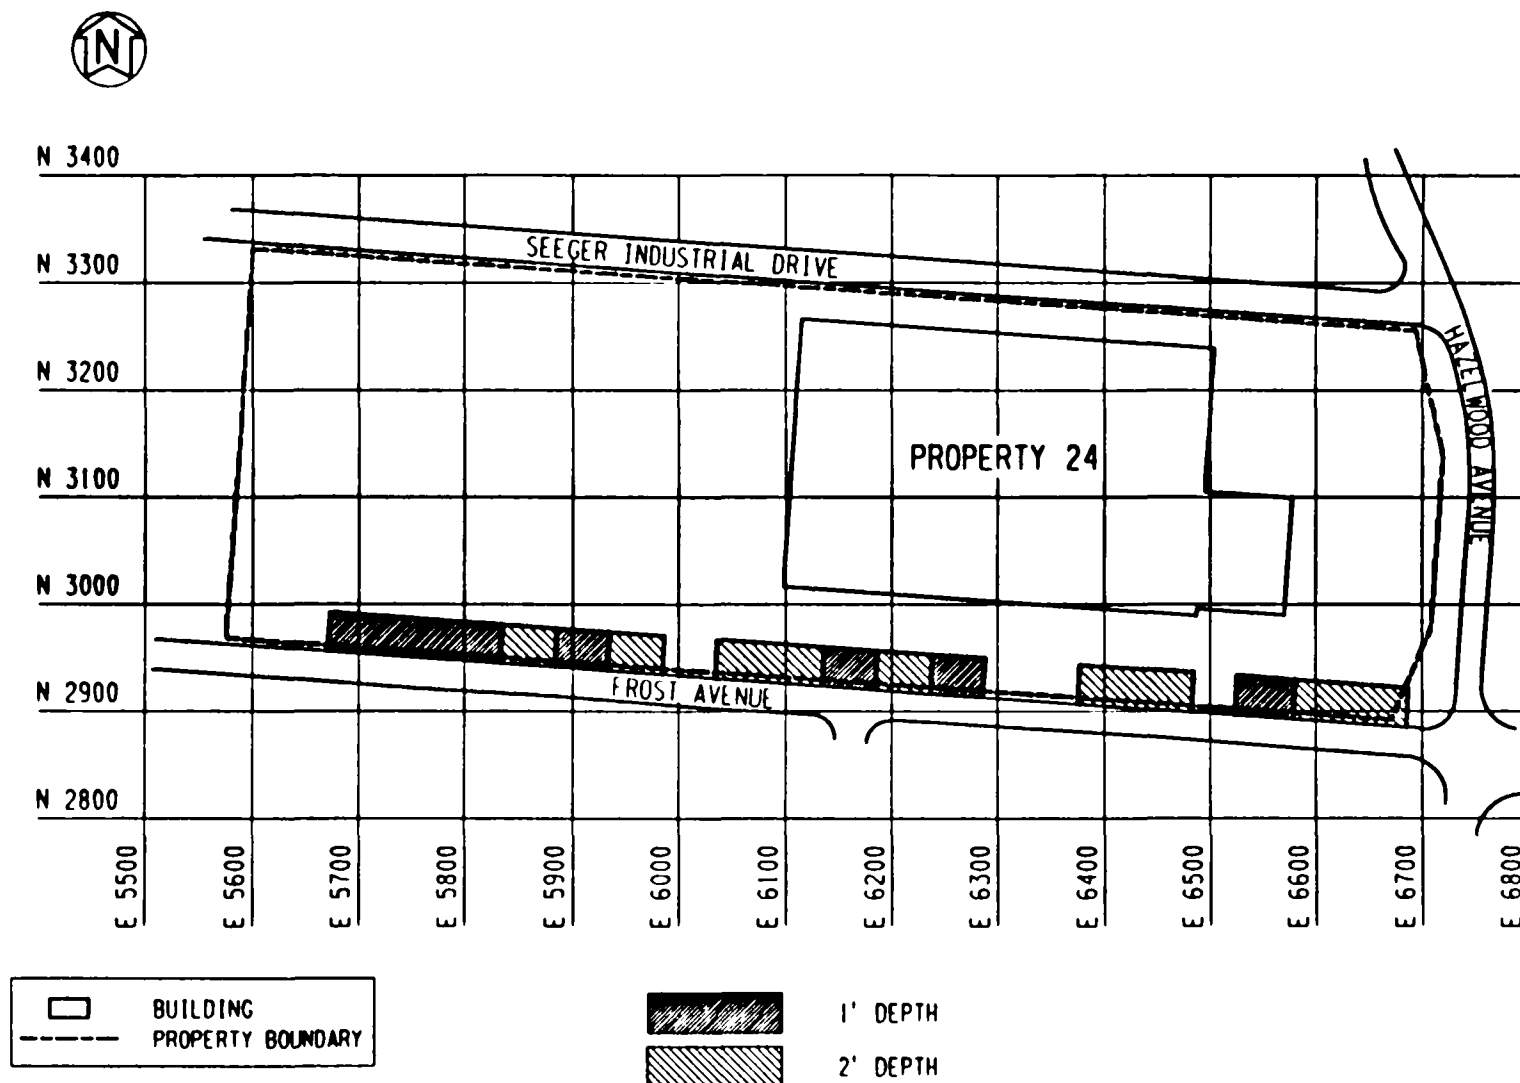 N
N 3400
SEEGER INDUSTRIAL DRIVE
N 3300
HAZELWOOD AVENUE
N 3200
PROPERTY 24
N 3100
N 3000
N 2900
FROST AVENUE
N 2800
E 5500
E 5600
E 5700
E 5800
E 5900
E 6000
E 6100
E 6200
E 6300
E 6400
E 6500
E 6600
E 6700
E 6800
BUILDING
PROPERTY BOUNDARY
1' DEPTH
2' DEPTH